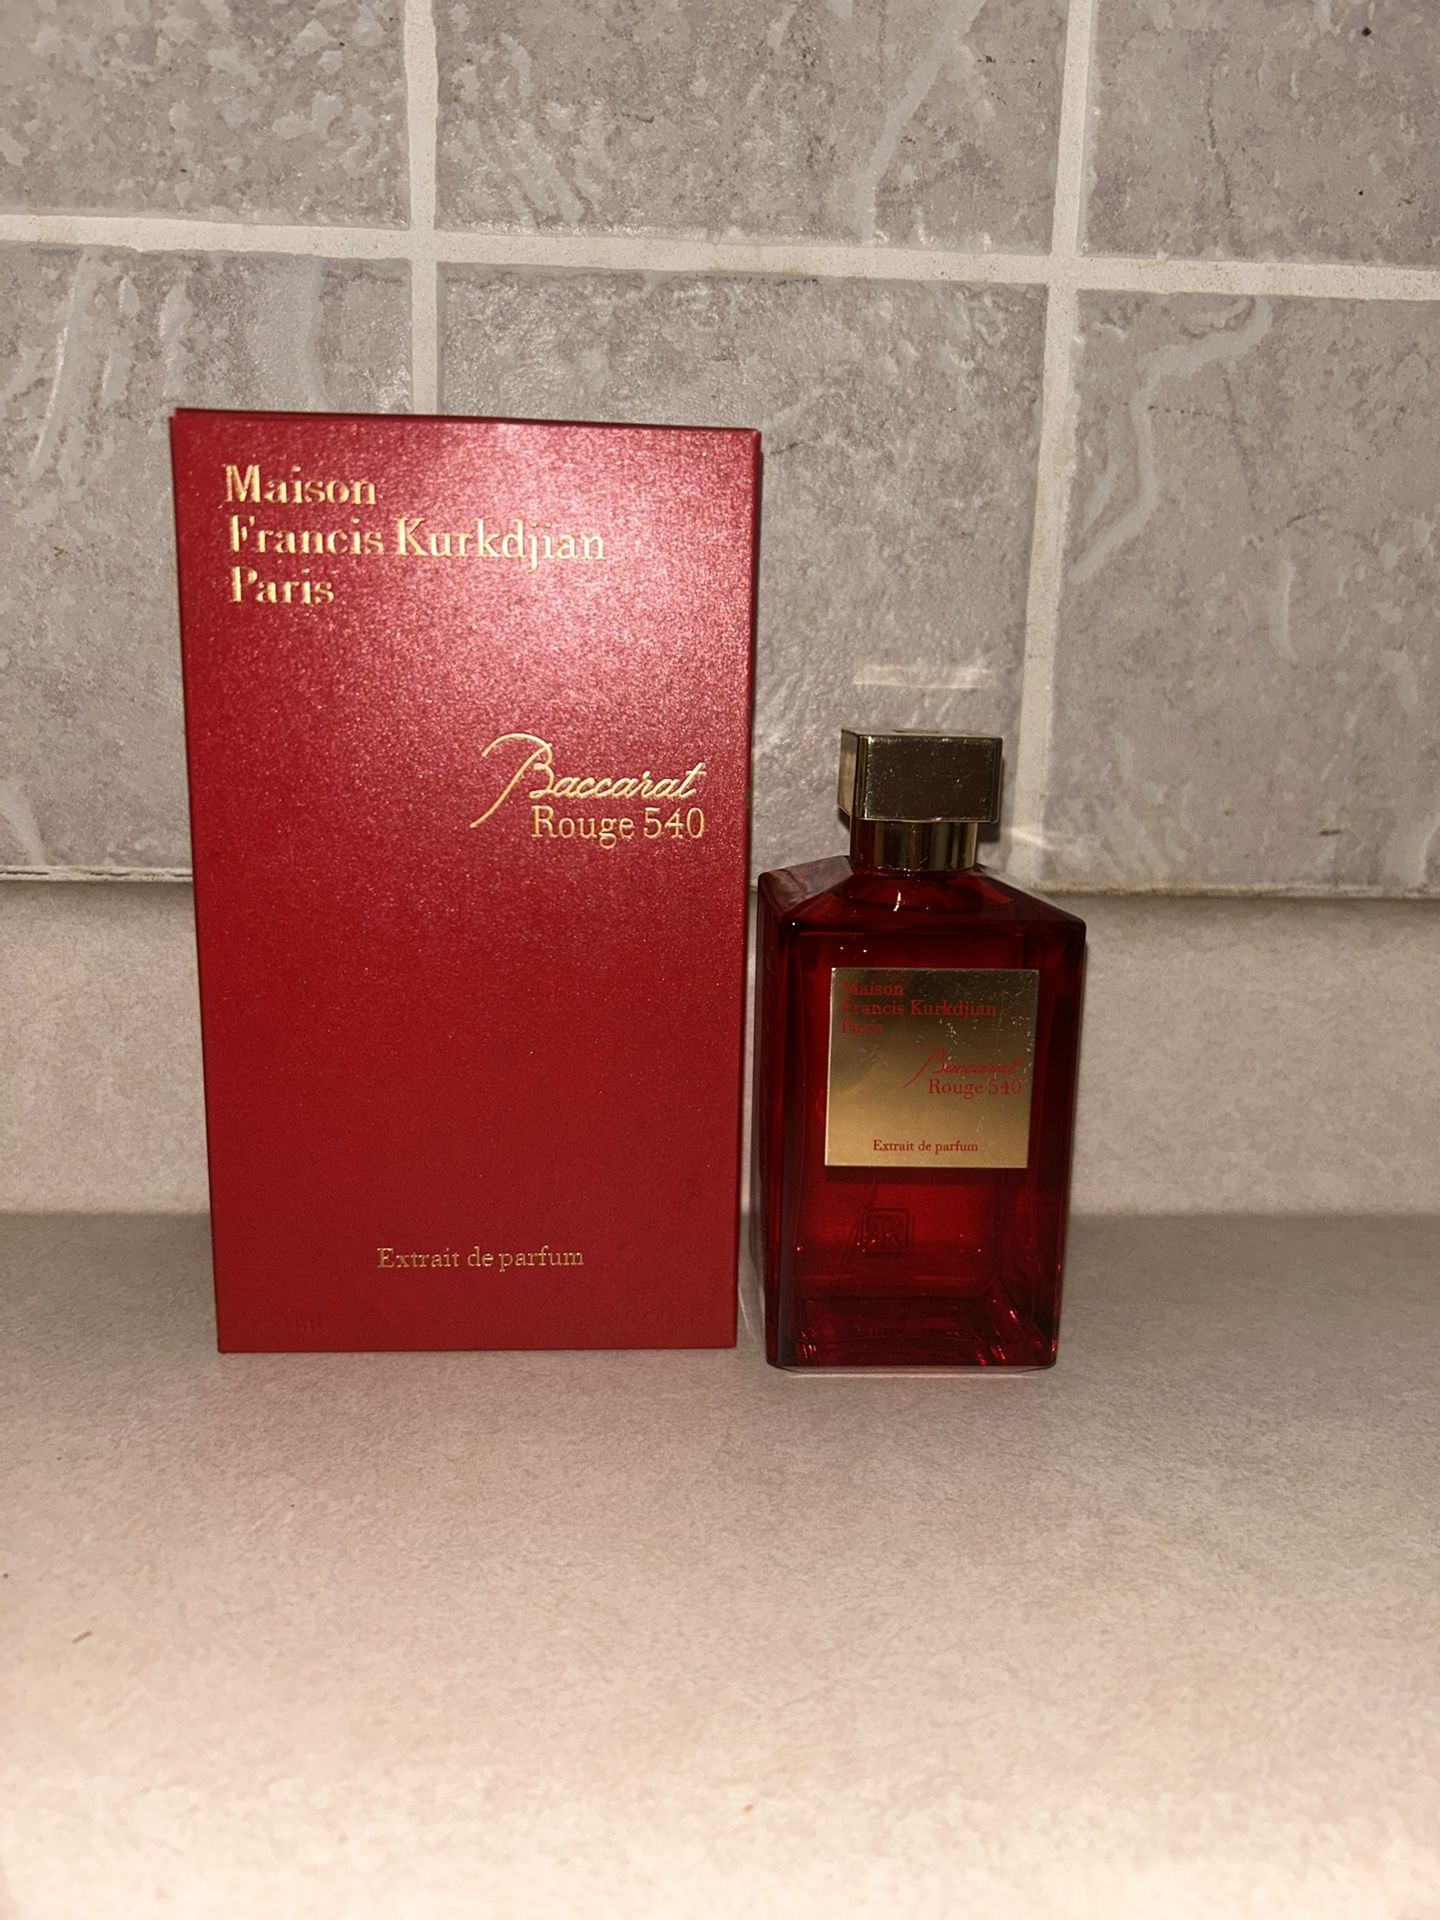 Maison
Francis Kurkdjian
Paris
Baccarat
Rouge 540
Extrait de parfum
Maison
Francis Kurkdjian
Paris
Baccarat
Rouge 540
Extrait de parfum